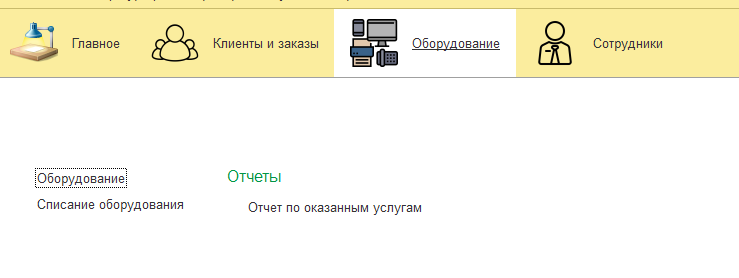 Главное
Клиенты и заказы
Оборудование
Сотрудники
Оборудование
Списание оборудования
Отчеты
Отчет по оказанным услугам